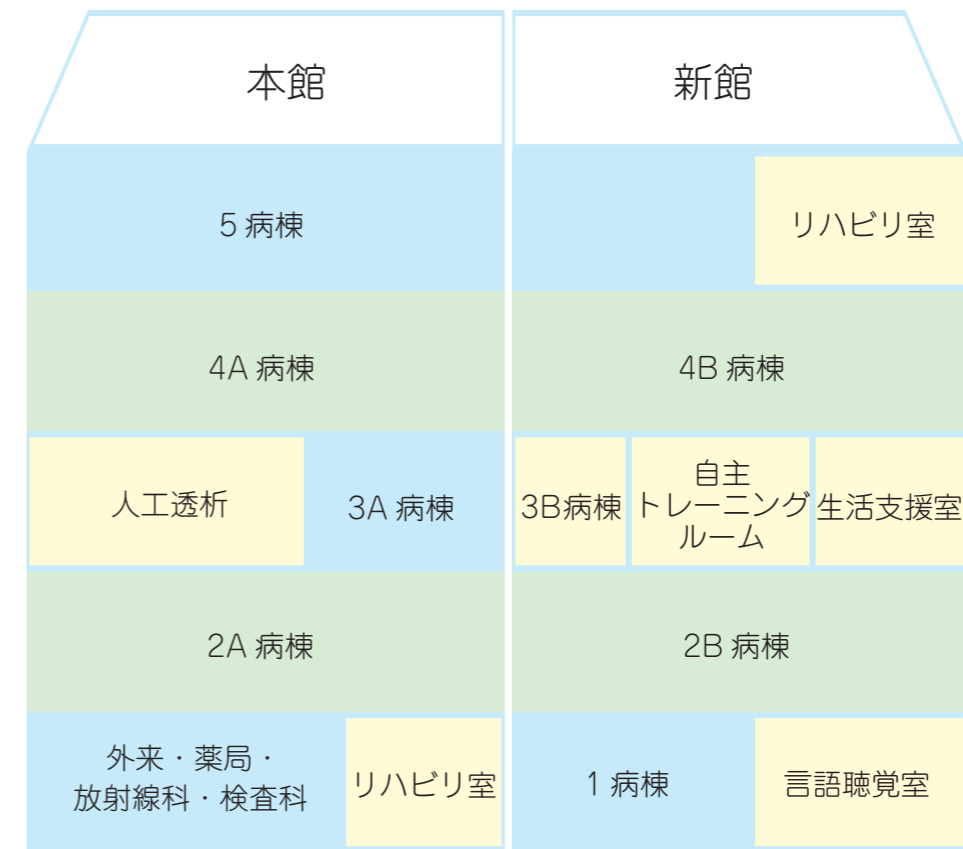 本館
新館
5 病棟
リハビリ室
4A 病棟
4B 病棟
人工透析
3A 病棟
3B病棟
自主
トレーニング
ルーム
生活支援室
2A 病棟
2B 病棟
外来・薬局・
放射線科・検査科
リハビリ室
1 病棟
言語聴覚室